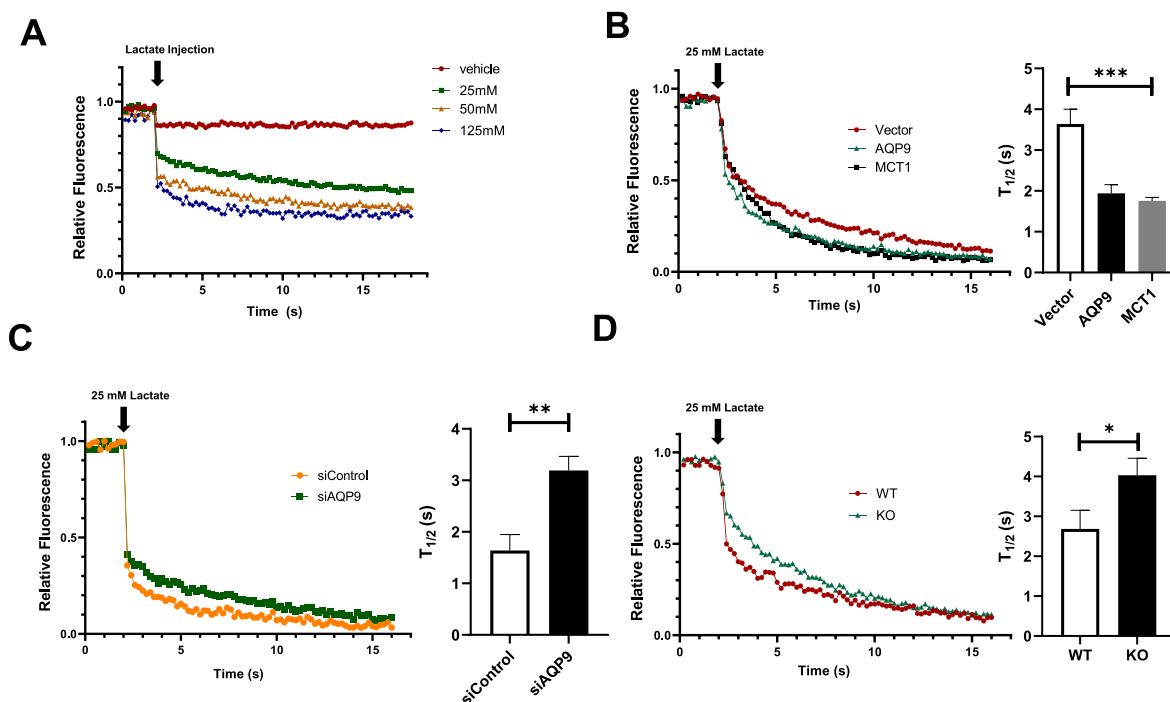 A
Lactate Injection
Relative Fluorescence
1.0
0.5
0.0
0
5
10
15
Time (s)
vehicle
25mM
50mM
125mM
B
25 mM Lactate
Relative Fluorescence
1.0
0.5
0.0
0
5
10
15
Time (s)
Vector
AQP9
MCT1
***
T1/2 (s)
5
4
3
2
1
0
Vector
AQP9
MCT1
C
25 mM Lactate
Relative Fluorescence
1.0
0.5
0.0
0
5
10
15
Time (s)
siControl
siAQP9
**
T1/2 (s)
4
3
2
1
0
siControl
siAQP9
D
25 mM Lactate
Relative Fluorescence
1.0
0.5
0.0
0
5
10
15
Time (s)
WT
KO
*
T1/2 (s)
5
4
3
2
1
0
WT
KO